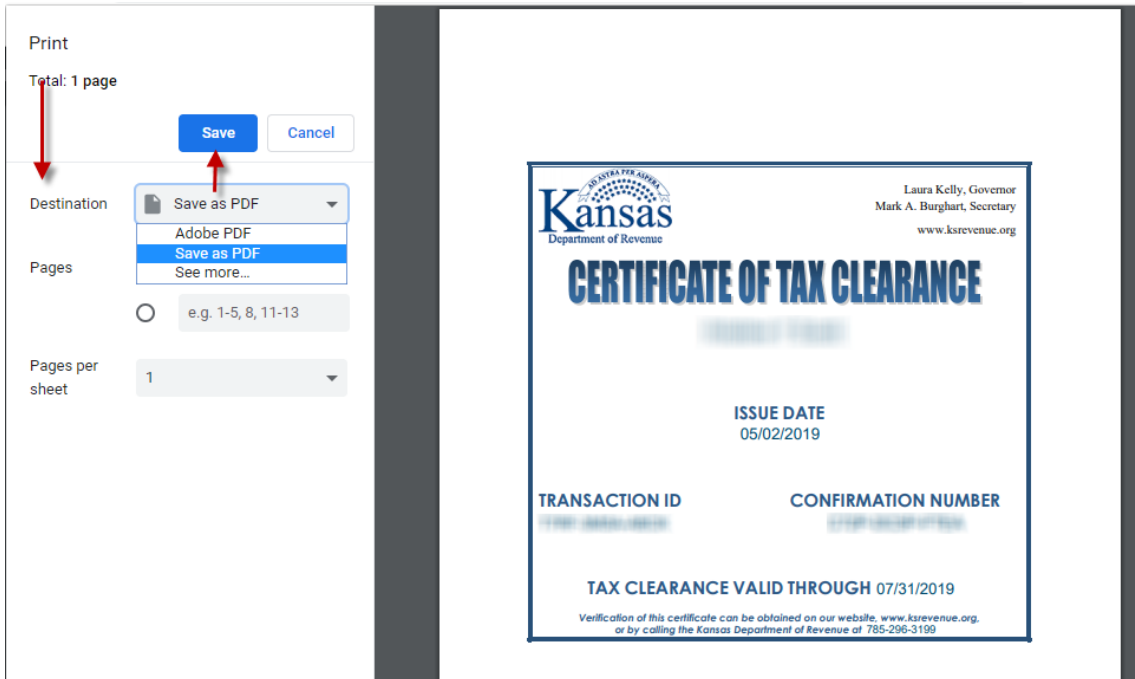 Print
Total: 1 page
Save
Cancel
Destination
Save as PDF
Adobe PDF
Save as PDF
See more...
Pages
e.g. 1-5, 8, 11-13
Pages per
sheet
1
AD ASTRA PER ASPERA
Kansas
Department of Revenue
Laura Kelly, Governor
Mark A. Burghart, Secretary
www.ksrevenue.org
CERTIFICATE OF TAX CLEARANCE
ISSUE DATE
05/02/2019
TRANSACTION ID
CONFIRMATION NUMBER
TAX CLEARANCE VALID THROUGH 07/31/2019
Verification of this certificate can be obtained on our website, www.ksrevenue.org,
or by calling the Kansas Department of Revenue at 785-296-3199